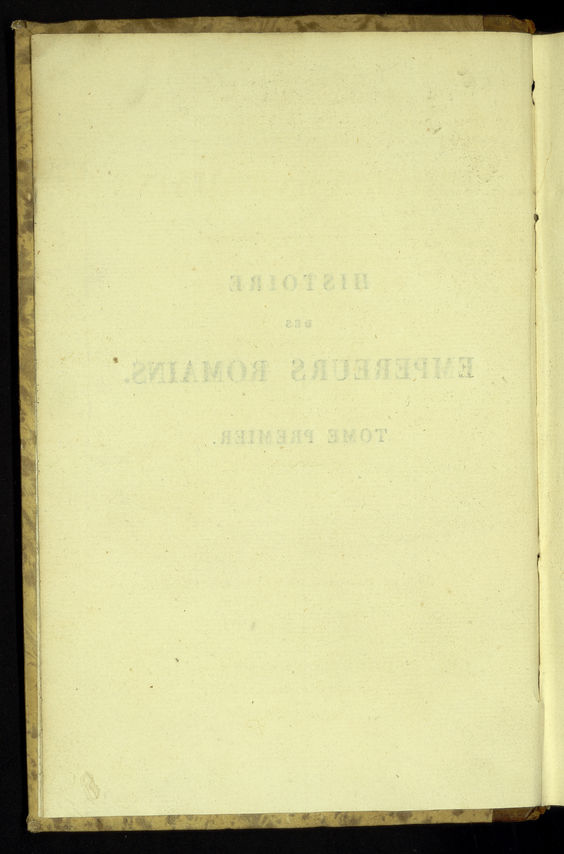 HISTOIRE
DES
EMPEREURS ROMAINS.
TOME PREMIER.